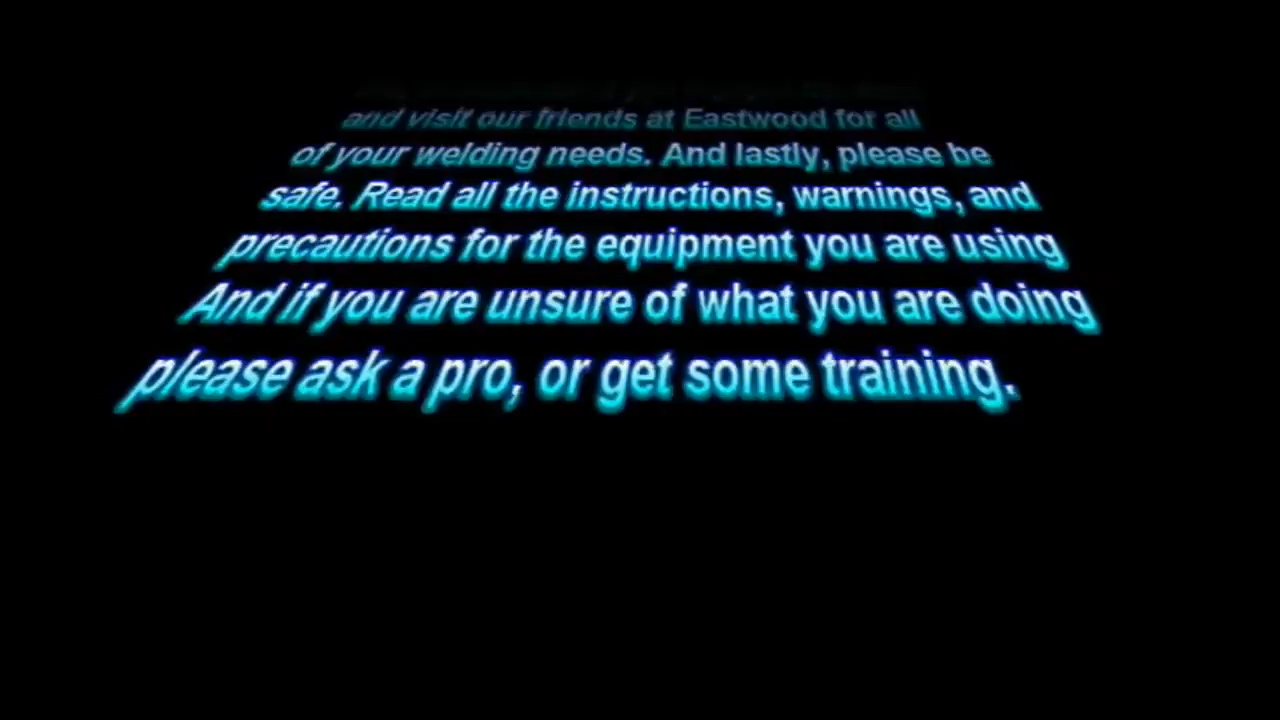 and visit our friends at Eastwood for all
of your welding needs. And lastly, please be
safe. Read all the instructions, warnings, and
precautions for the equipment you are using
And if you are unsure of what you are doing
please ask a pro, or get some training.